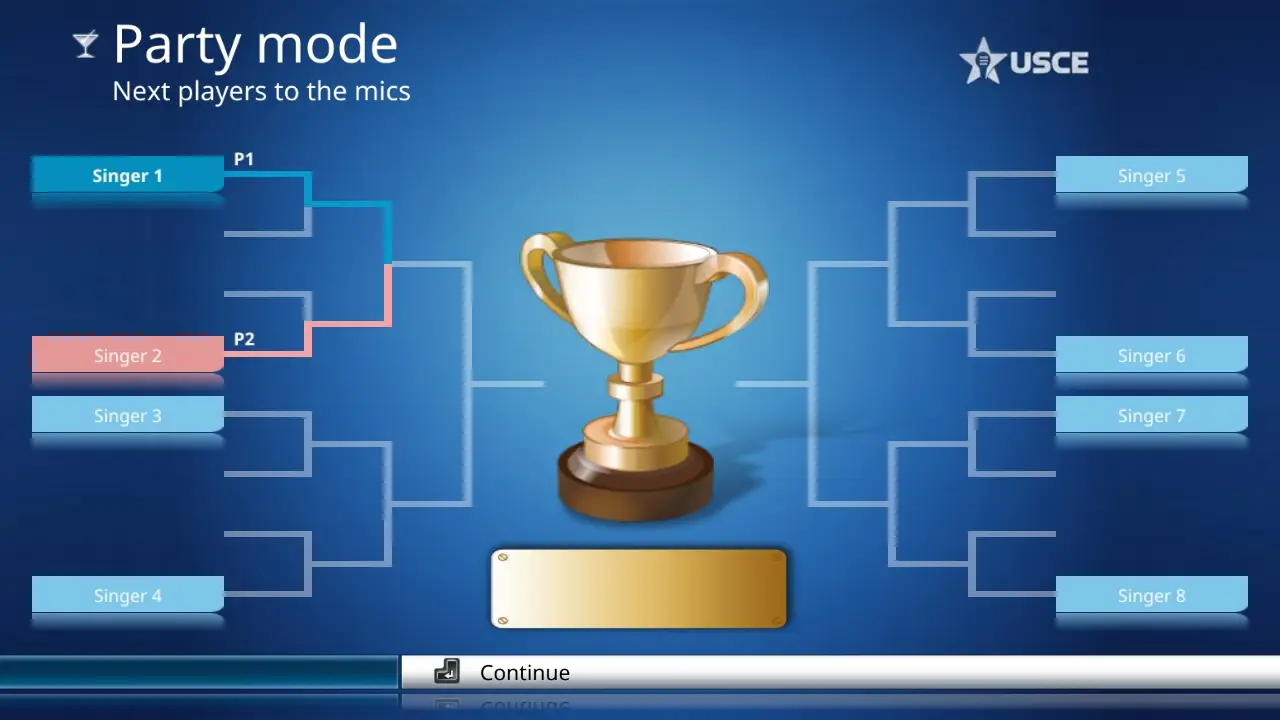 Party mode
Next players to the mics
USCE
P1
Singer 1
Singer 5
P2
Singer 2
Singer 6
Singer 3
Singer 7
Singer 4
Singer 8
Continue